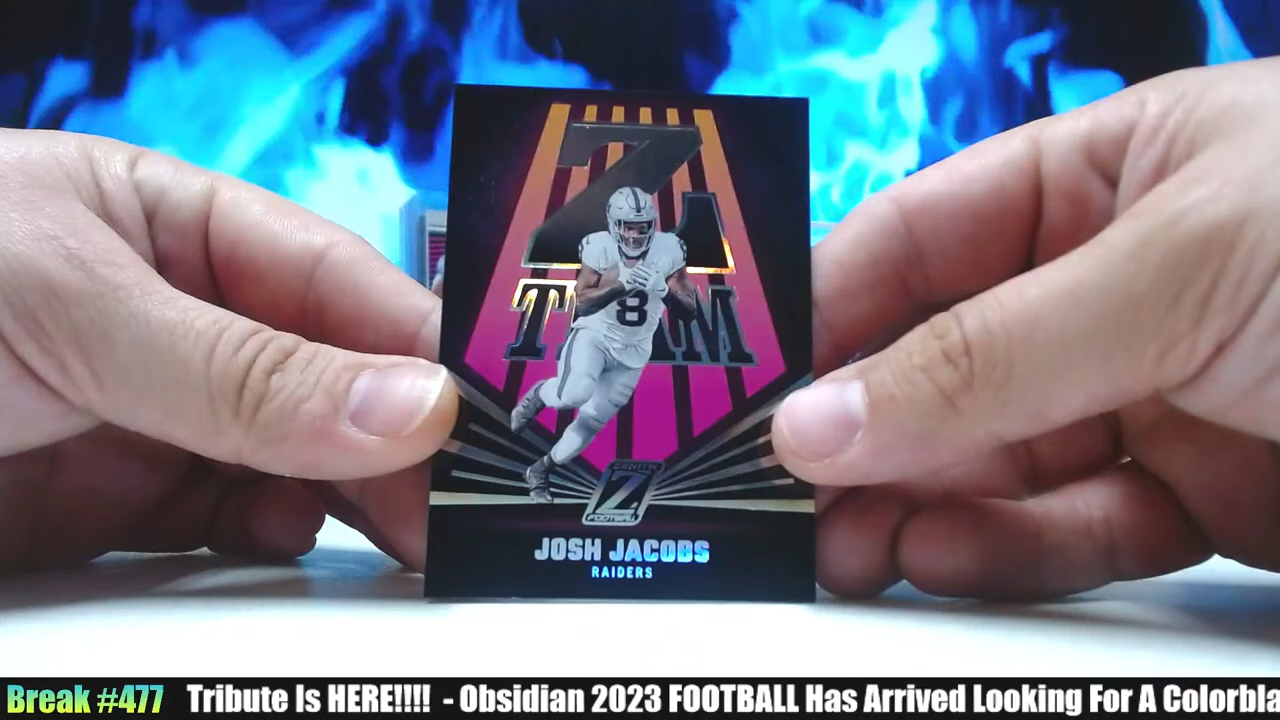 Z
TEAM
8
ZENITH
Z
FOOTBALL
JOSH JACOBS
RAIDERS
Break #477 Tribute Is HERE!!!! - Obsidian 2023 FOOTBALL Has Arrived Looking For A Colorbla